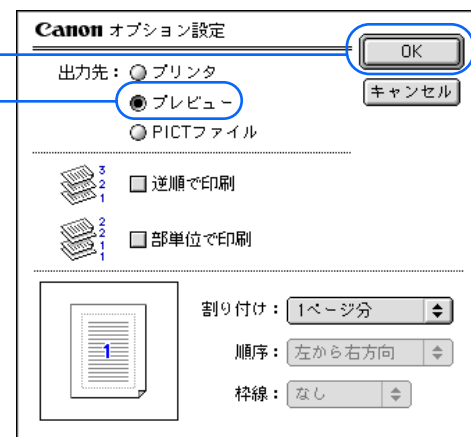 Canon オプション設定
OK
出力先： プリンタ
キャンセル
プレビュー
PICTファイル
3
2
1
逆順で印刷
2
2
1
1
部単位で印刷
割り付け： 1ページ分
1
順序： 左から右方向
枠線： なし